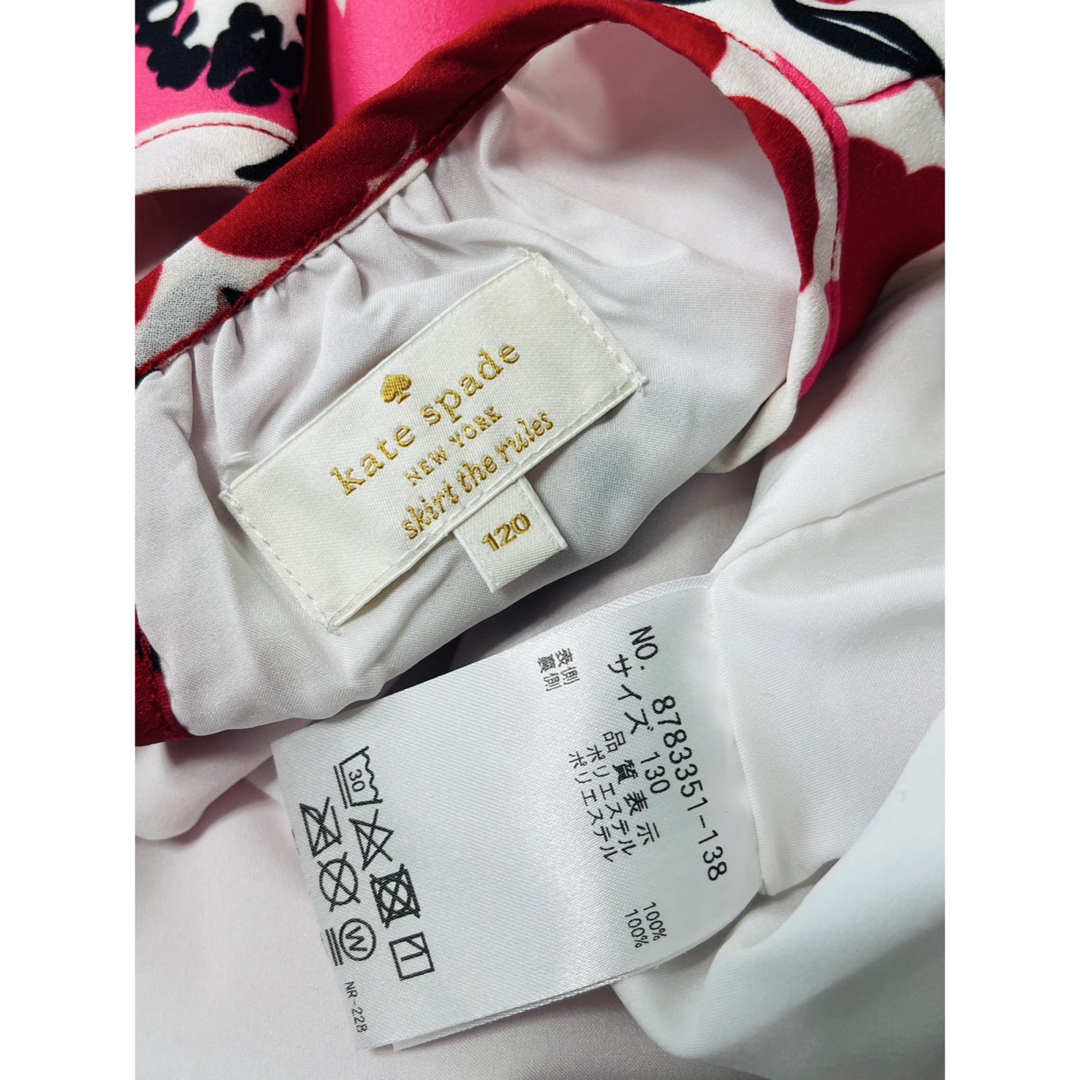 kate spade
NEW YORK
skirt the rules
120
NO. 8783351-138
サイズ 130
品質表示
表側 ポリエステル 100%
裏側 ポリエステル 100%
30
W
NR-228